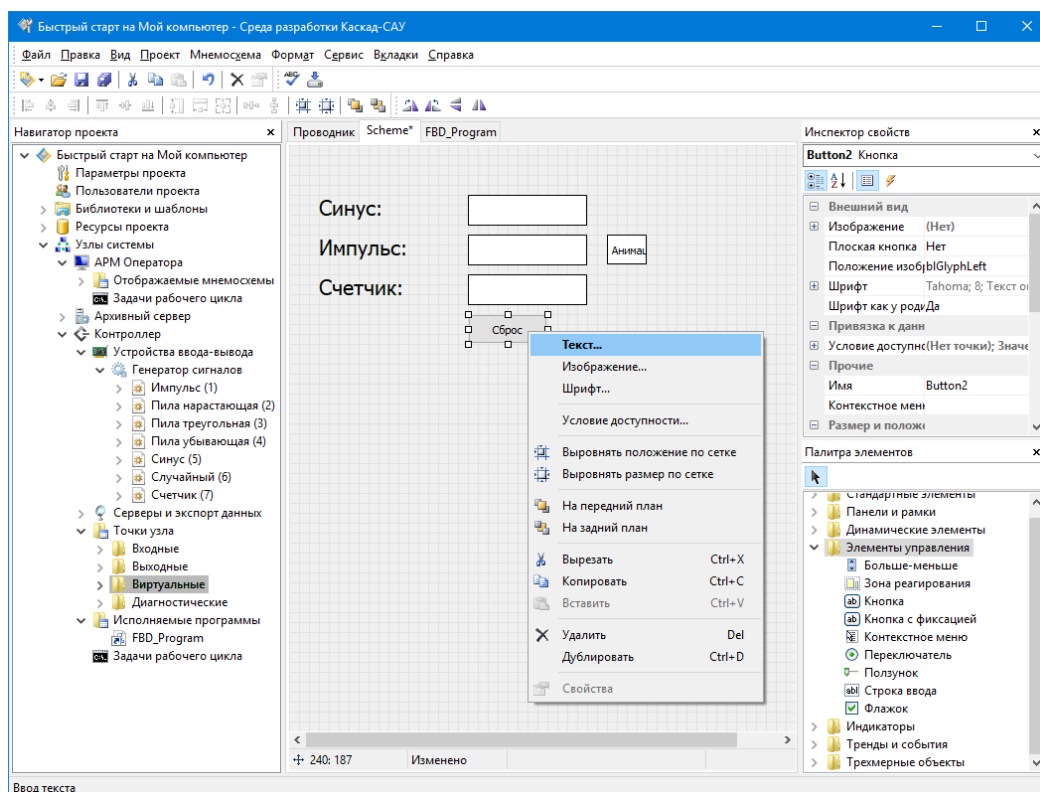 Быстрый старт на Мой компьютер - Среда разработки Каскад-САУ
Файл Правка Вид Проект Мнемосхема Формат Сервис Вкладки Справка
Навигатор проекта
Быстрый старт на Мой компьютер
Параметры проекта
Пользователи проекта
Библиотеки и шаблоны
Ресурсы проекта
Узлы системы
АРМ Оператора
Отображаемые мнемосхемы
Задачи рабочего цикла
Архивный сервер
Контроллер
Устройства ввода-вывода
Генератор сигналов
Импульс (1)
Пила нарастающая (2)
Пила треугольная (3)
Пила убывающая (4)
Синус (5)
Случайный (6)
Счетчик (7)
Серверы и экспорт данных
Точки узла
Входные
Выходные
Виртуальные
Диагностические
Исполняемые программы
FBD_Program
Задачи рабочего цикла
Проводник Scheme* FBD_Program
Синус:
Импульс:
Анимац
Счетчик:
Сброс
Текст...
Изображение...
Шрифт...
Условие доступности...
Выровнять положение по сетке
Выровнять размер по сетке
На передний план
На задний план
Вырезать Ctrl+X
Копировать Ctrl+C
Вставить Ctrl+V
Удалить Del
Дублировать Ctrl+D
Свойства
240: 187 Изменено
Инспектор свойств
Button2 Кнопка
Внешний вид
Изображение (Нет)
Плоская кнопка Нет
Положение изобр blGlyphLeft
Шрифт Tahoma; 8; Текст о
Шрифт как у роди Да
Привязка к данн
Условие доступнс (Нет точки); Значе
Прочие
Имя Button2
Контекстное мен
Размер и положе
Палитра элементов
Стандартные элементы
Панели и рамки
Динамические элементы
Элементы управления
Больше-меньше
Зона реагирования
Кнопка
Кнопка с фиксацией
Контекстное меню
Переключатель
Ползунок
Строка ввода
Флажок
Индикаторы
Тренды и события
Трехмерные объекты
Ввод текста